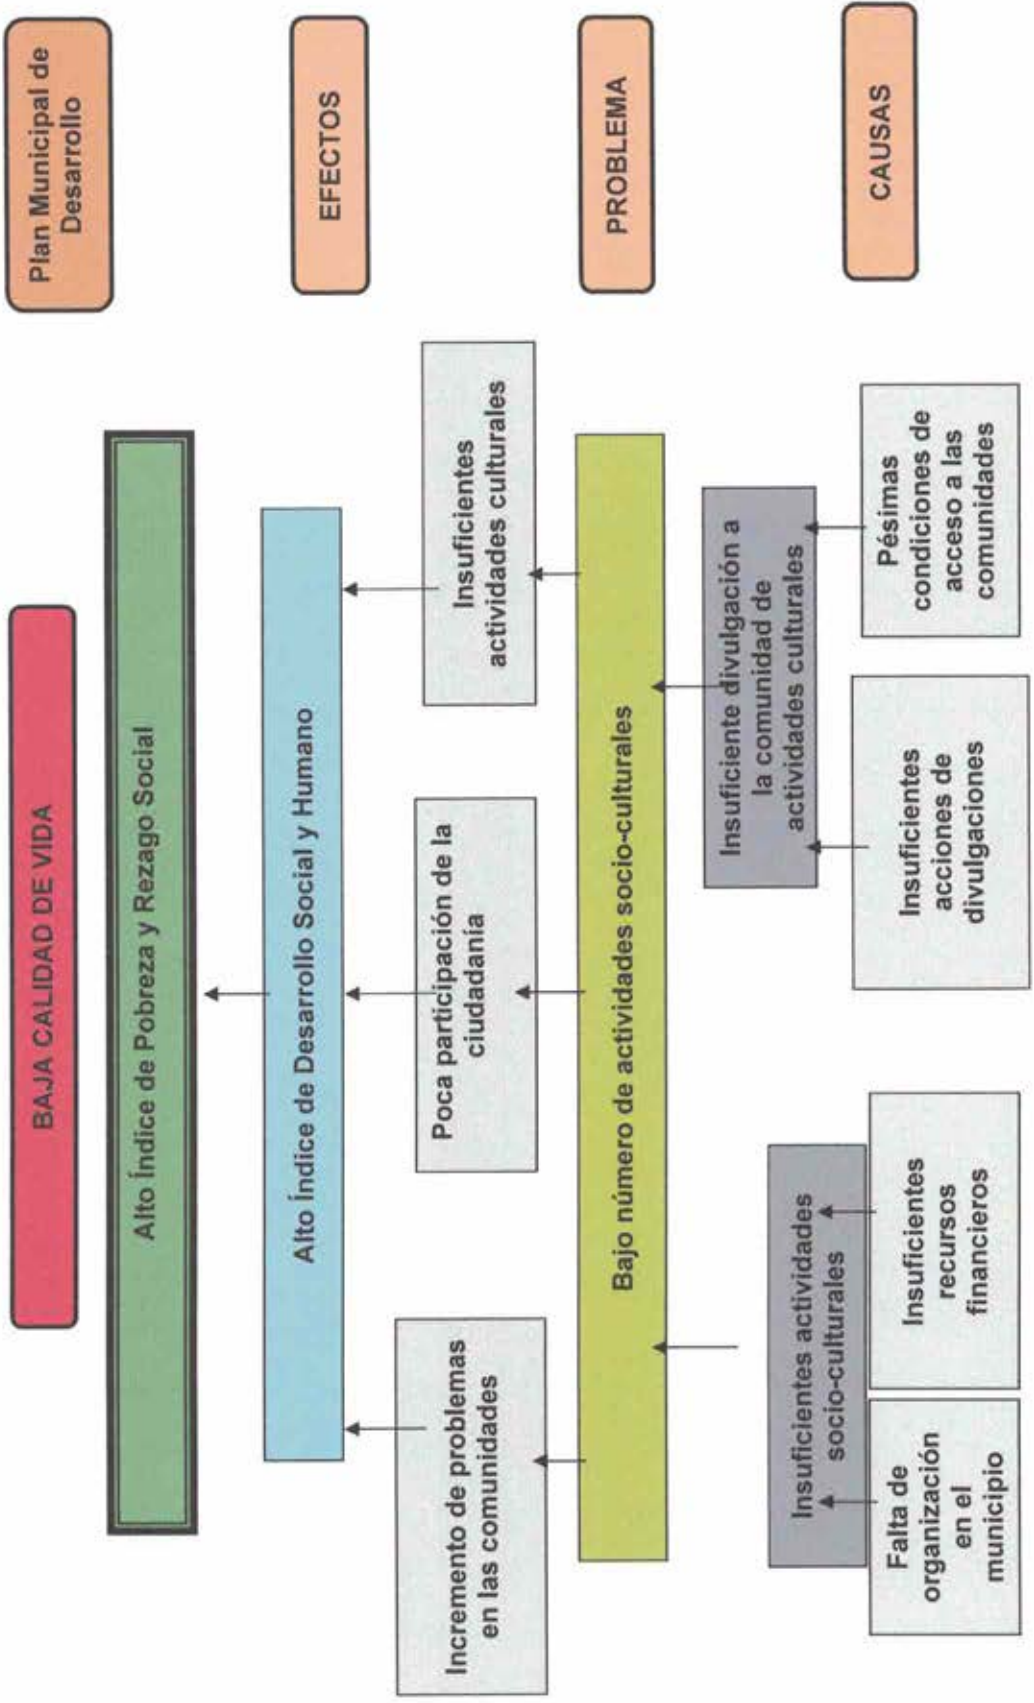 BAJA CALIDAD DE VIDA
Plan Municipal de
Desarrollo
Alto Índice de Pobreza y Rezago Social
Alto Índice de Desarrollo Social y Humano
EFECTOS
Incremento de problemas
en las comunidades
Poca participación de la
ciudadanía
Insuficientes
actividades culturales
Bajo número de actividades socio-culturales
PROBLEMA
Insuficientes actividades
socio-culturales
Insuficiente divulgación a
la comunidad de
actividades culturales
CAUSAS
Falta de
organización
en el
municipio
Insuficientes
recursos
financieros
Insuficientes
acciones de
divulgaciones
Pésimas
condiciones de
acceso a las
comunidades